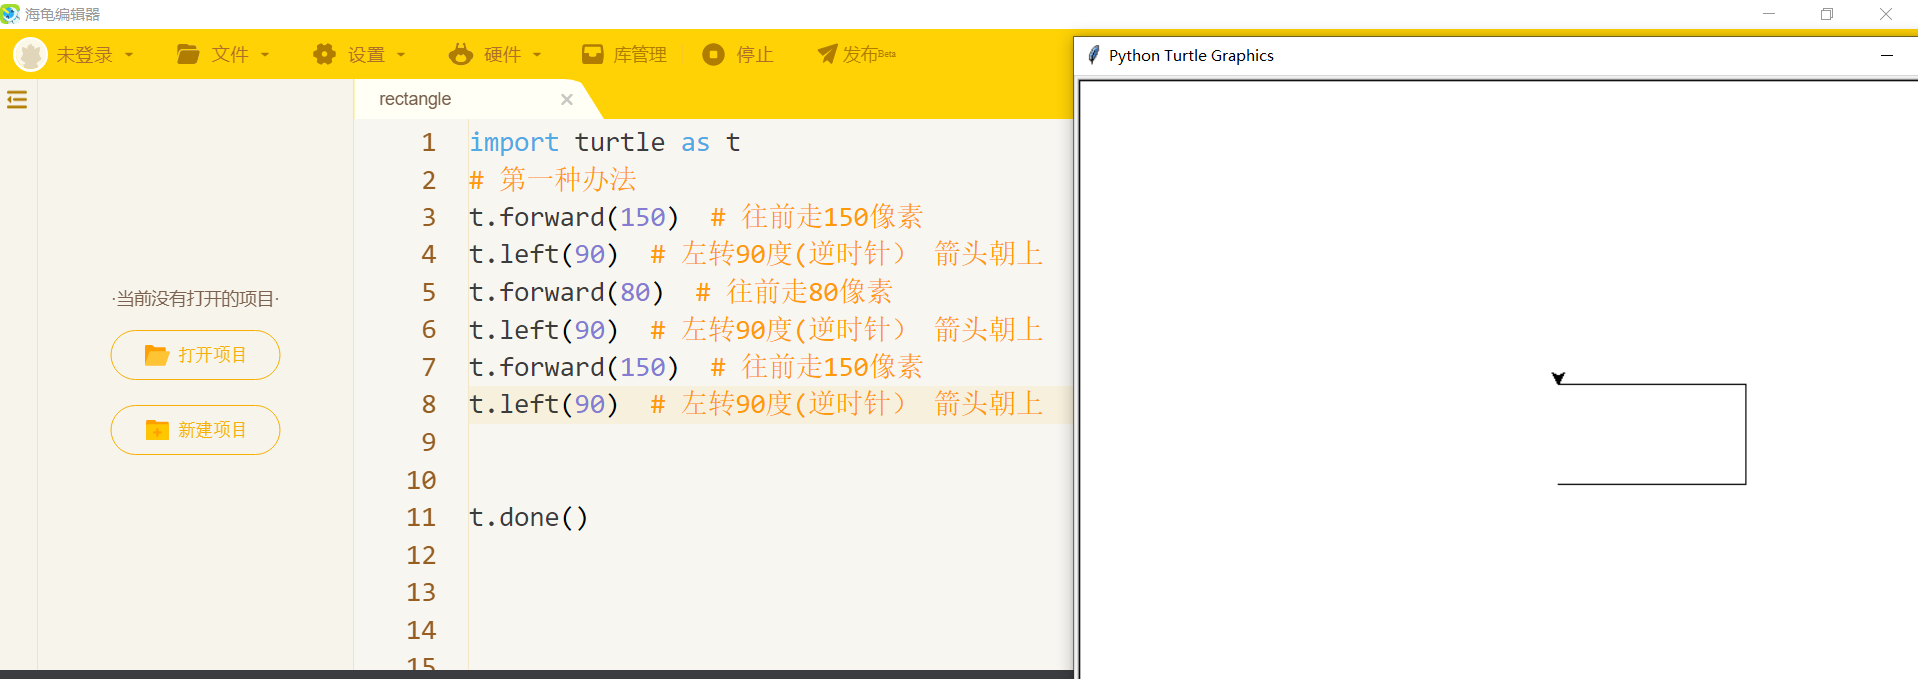 海龟编辑器
未登录 文件 设置 硬件 库管理 停止 发布Beta
Python Turtle Graphics
rectangle
1 import turtle as t
2 # 第一种办法
3 t.forward(150) # 往前走150像素
4 t.left(90) # 左转90度(逆时针） 箭头朝上
5 t.forward(80) # 往前走80像素
6 t.left(90) # 左转90度(逆时针） 箭头朝上
7 t.forward(150) # 往前走150像素
8 t.left(90) # 左转90度(逆时针） 箭头朝上
9
10
11 t.done()
12
13
14
15
·当前没有打开的项目·
打开项目
新建项目